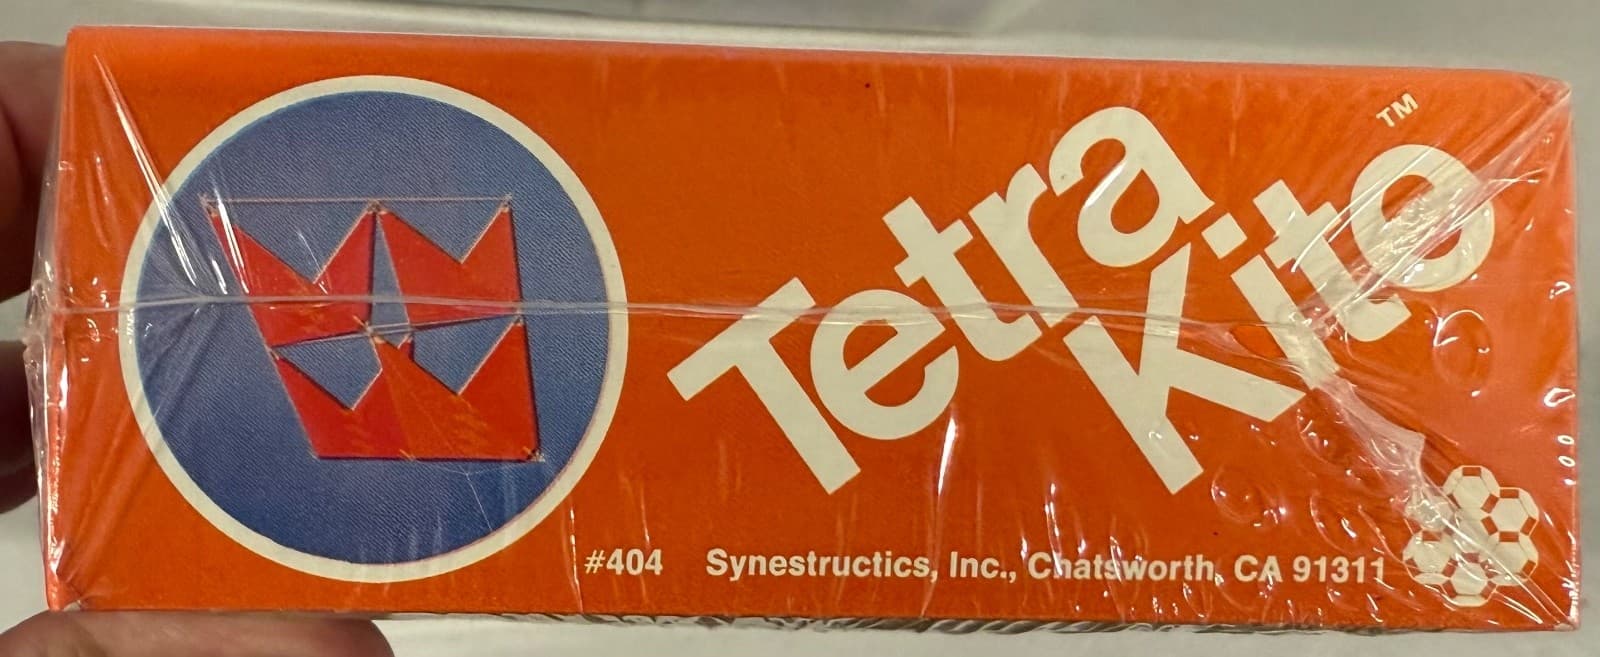 Tetra
Kite™
#404 Synestructics, Inc., Chatsworth, CA 91311